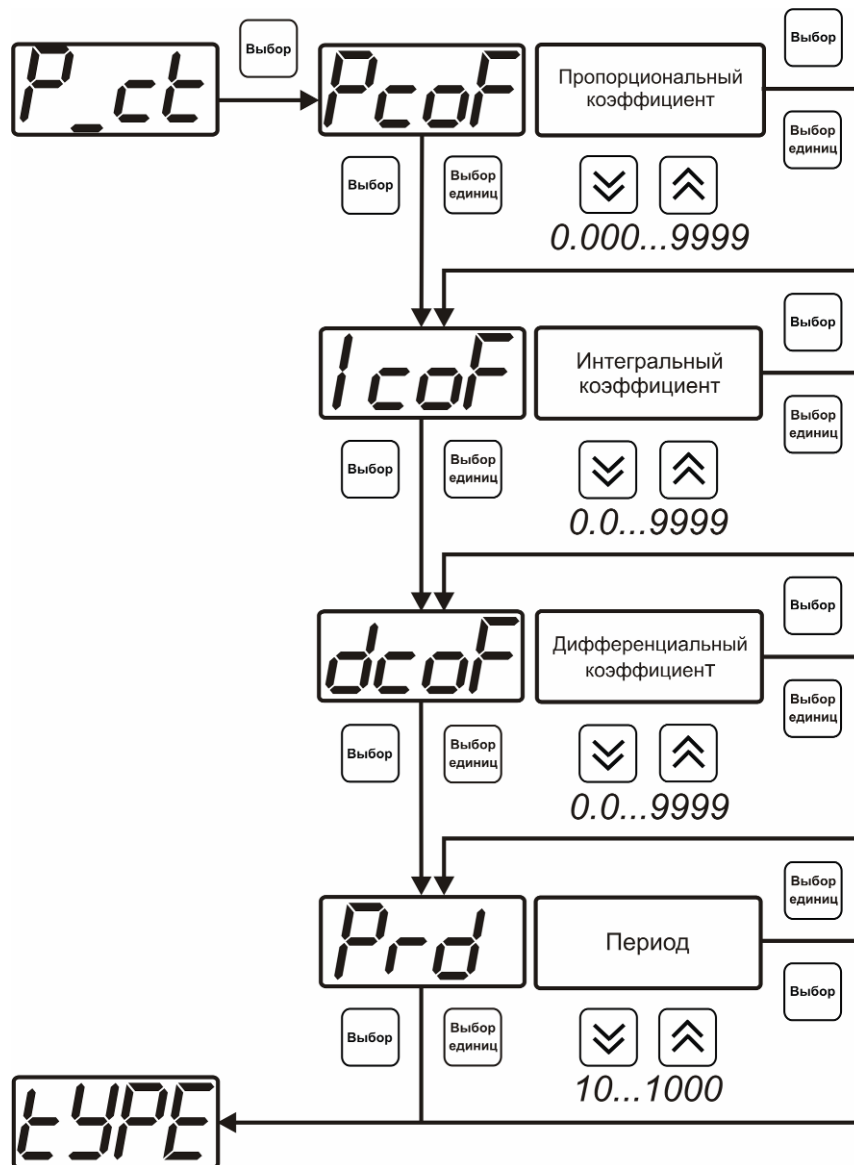 P_ct
Выбор
PcoF
Пропорциональный
коэффициент
Выбор
Выбор
единиц
Выбор
Выбор
единиц
0.000...9999
IcoF
Интегральный
коэффициент
Выбор
Выбор
единиц
Выбор
Выбор
единиц
0.0...9999
dcoF
Дифференциальный
коэффициент
Выбор
Выбор
единиц
Выбор
Выбор
единиц
0.0...9999
Prd
Период
Выбор
единиц
Выбор
Выбор
Выбор
единиц
10...1000
tYPE